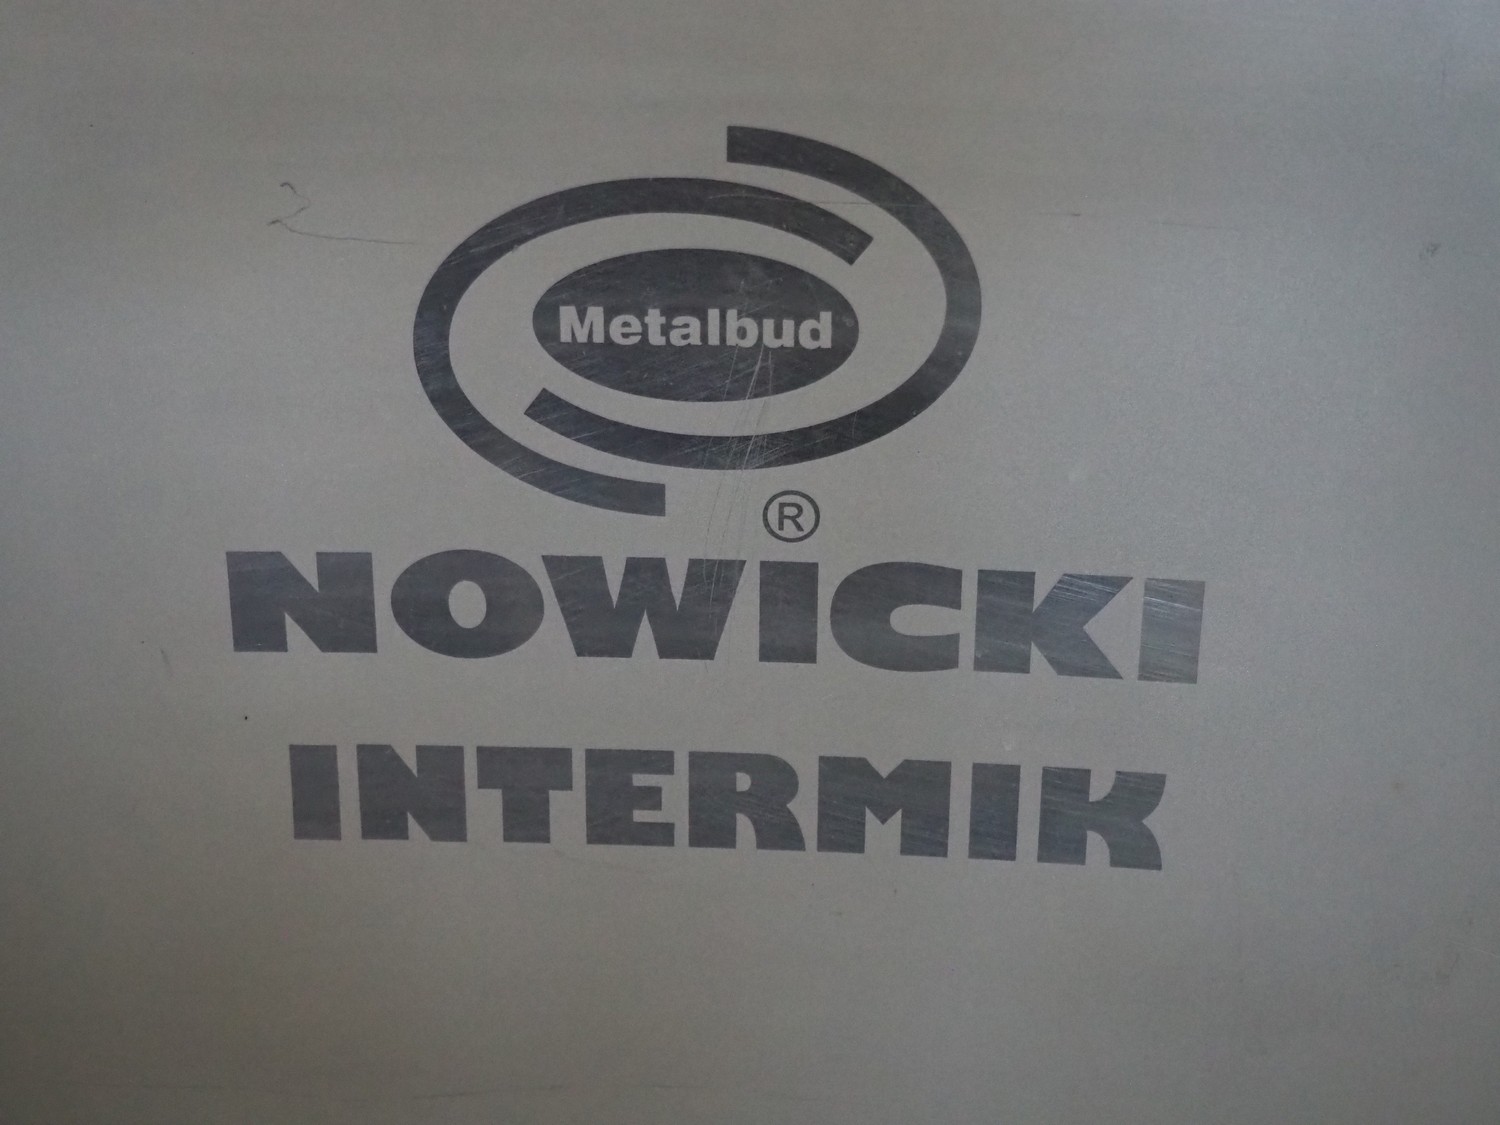 Metalbud
®
NOWICKI
INTERMIK